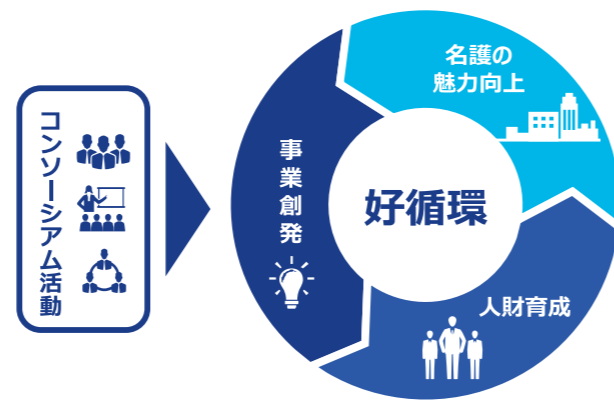 コンソーシアム活動
事業創発
名護の
魅力向上
好循環
人財育成